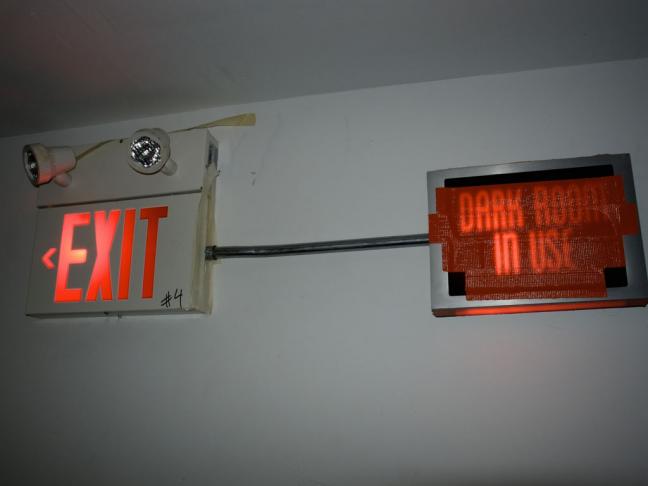 <EXIT
#4
DARK ROOM
IN USE